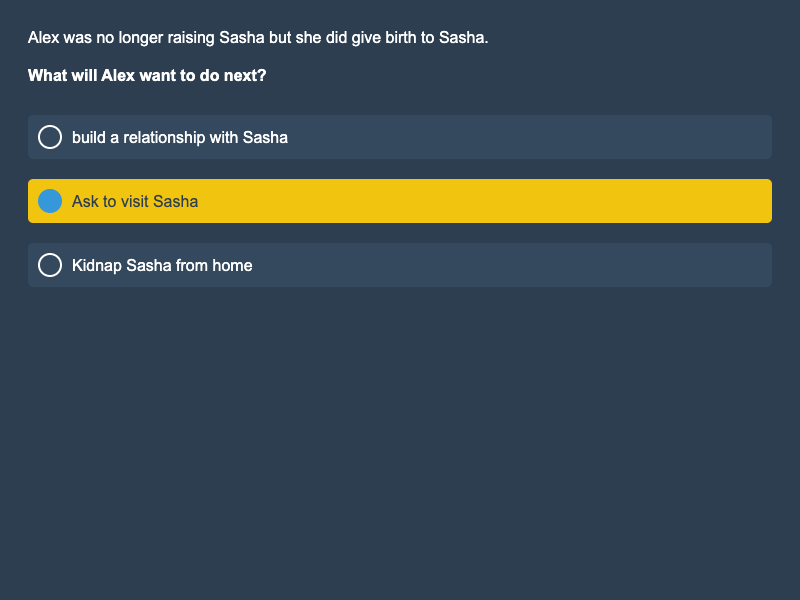 Alex was no longer raising Sasha but she did give birth to Sasha.
What will Alex want to do next?
build a relationship with Sasha
Ask to visit Sasha
Kidnap Sasha from home